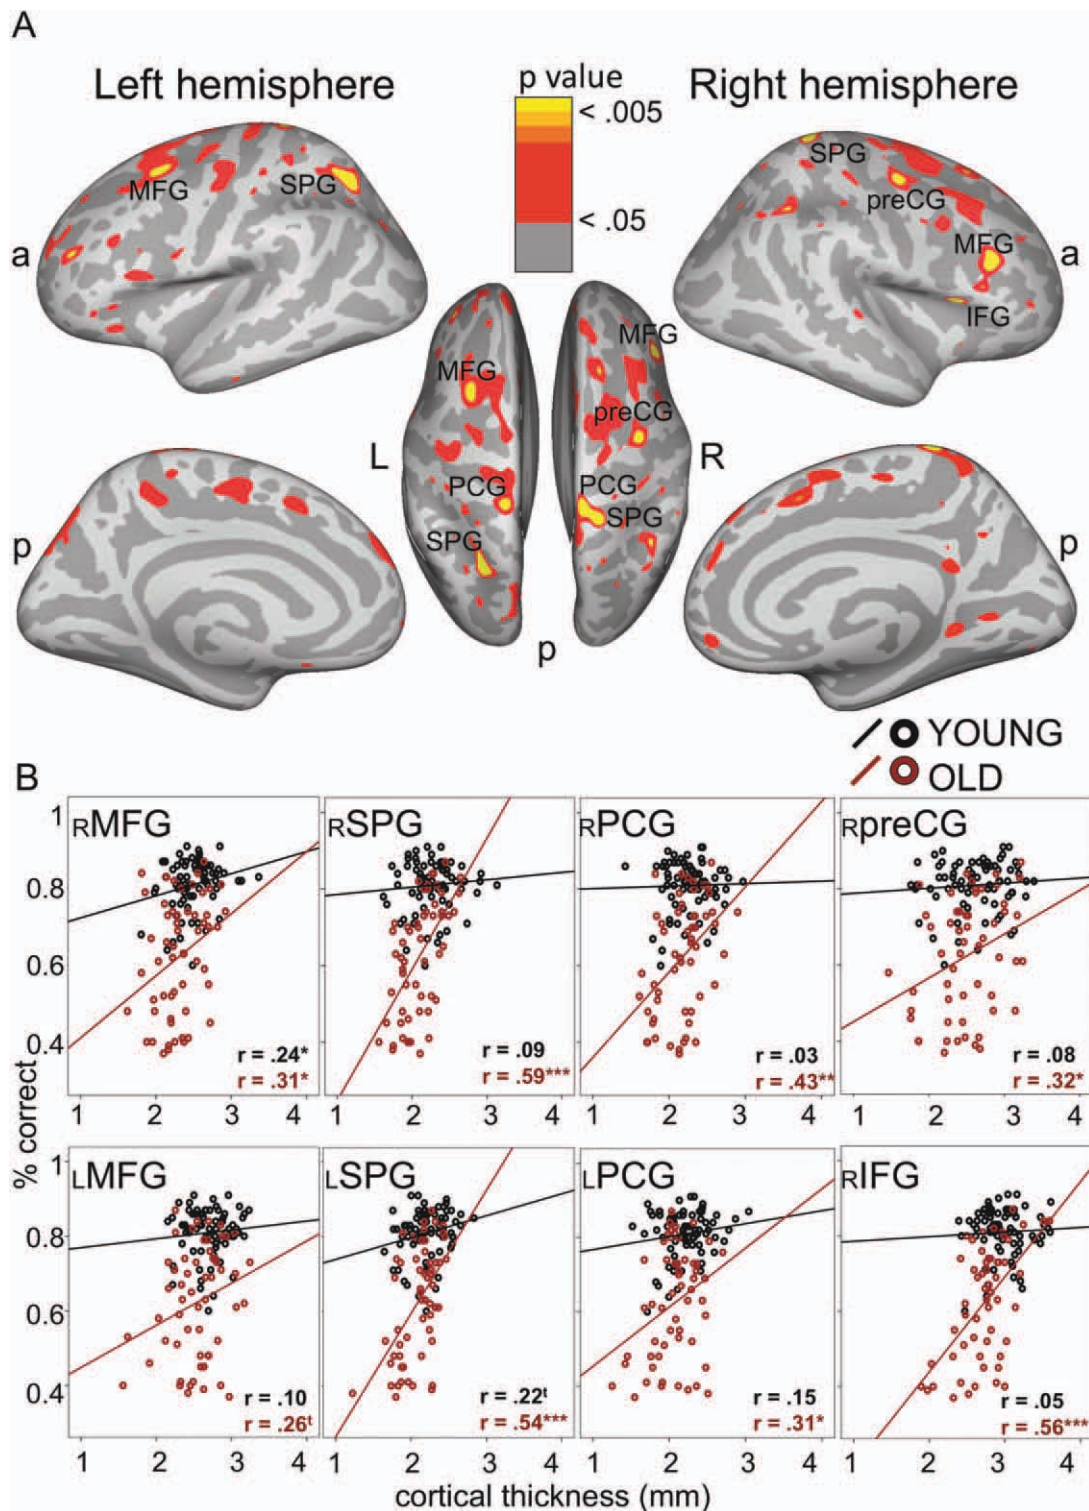 A
Left hemisphere
p value
Right hemisphere
< .005
< .05
MFG
SPG
a
SPG
preCG
MFG
IFG
a
MFG
PCG
SPG
L
MFG
preCG
PCG
SPG
R
p
p
p
YOUNG
OLD
B
% correct
1
0.8
0.6
0.4
RMFG
r = .24*
r = .31*
1 2 3 4
RSPG
r = .09
r = .59***
1 2 3 4
RPCG
r = .03
r = .43**
1 2 3 4
RpreCG
r = .08
r = .32*
1 2 3 4
1
0.8
0.6
0.4
LMFG
r = .10
r = .26ᵗ
1 2 3 4
LSPG
r = .22ᵗ
r = .54***
1 2 3 4
LPCG
r = .15
r = .31*
1 2 3 4
RIFG
r = .05
r = .56***
1 2 3 4
cortical thickness (mm)